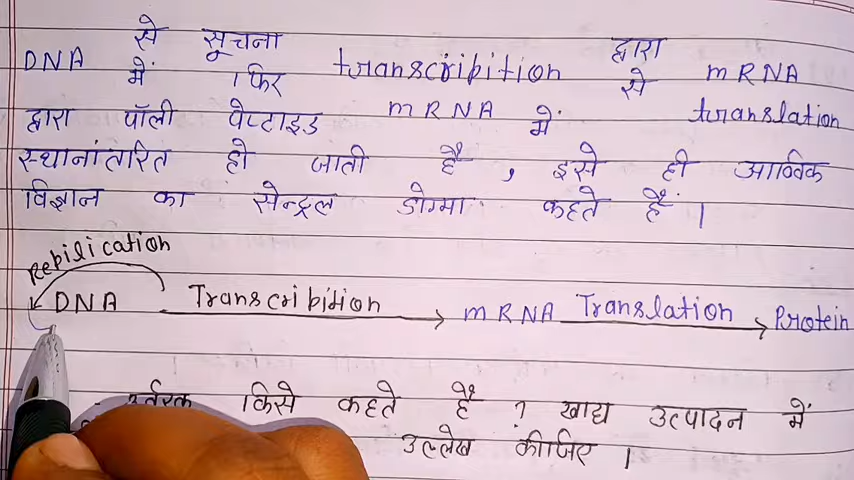 DNA से सूचना transcribition द्वारा mRNA
में । फिर mRNA से translation
द्वारा पॉली पेप्टाइड में
स्थानांतरित हो जाती है , इसे ही आण्विक
विज्ञान का सेन्ट्रल डोग्मा कहते हैं ।
Repilication
DNA Transcribition mRNA Translation Protein
किसे कहते है ? खाद्य उत्पादन में
उल्लेख कीजिए ।